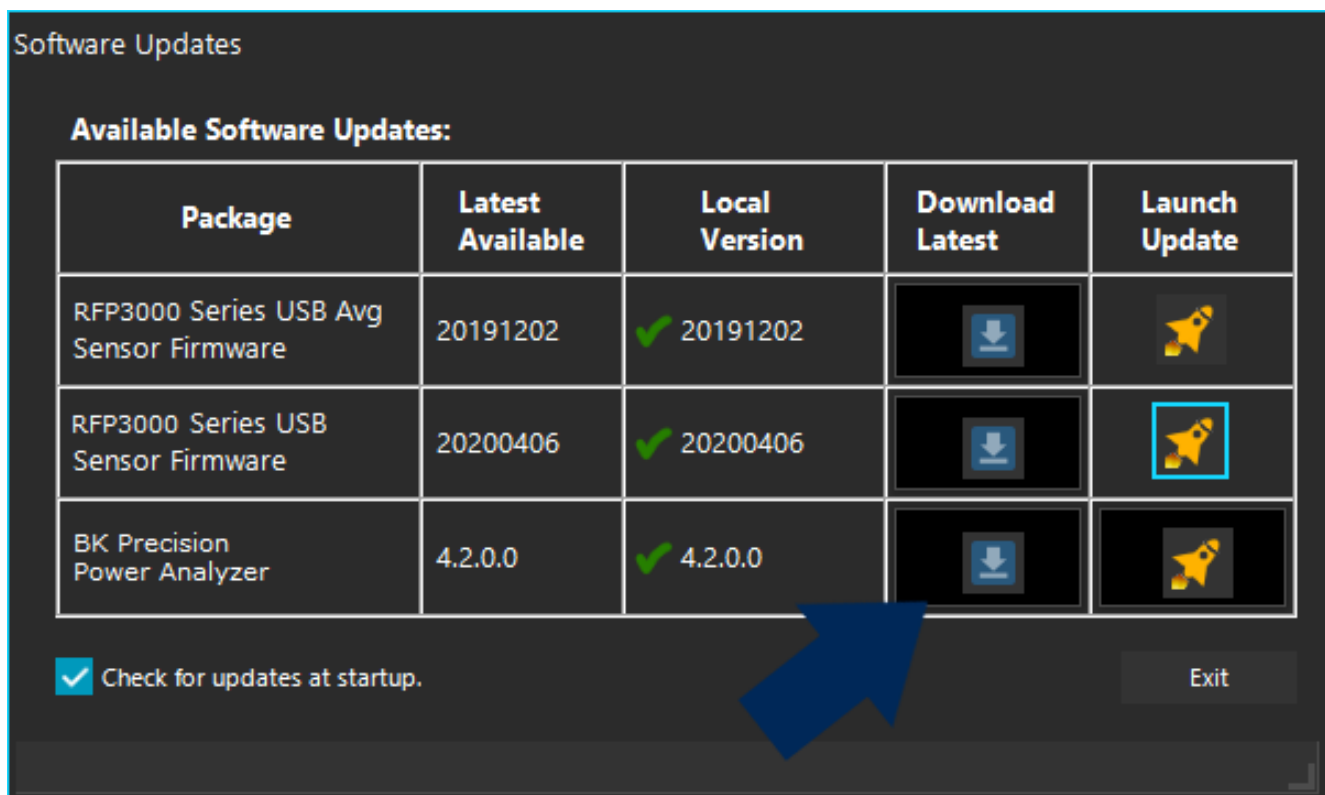 Software Updates
Available Software Updates:
Package
Latest
Available
Local
Version
Download
Latest
Launch
Update
RFP3000 Series USB Avg
Sensor Firmware
20191202
20191202
RFP3000 Series USB
Sensor Firmware
20200406
20200406
BK Precision
Power Analyzer
4.2.0.0
4.2.0.0
Check for updates at startup.
Exit